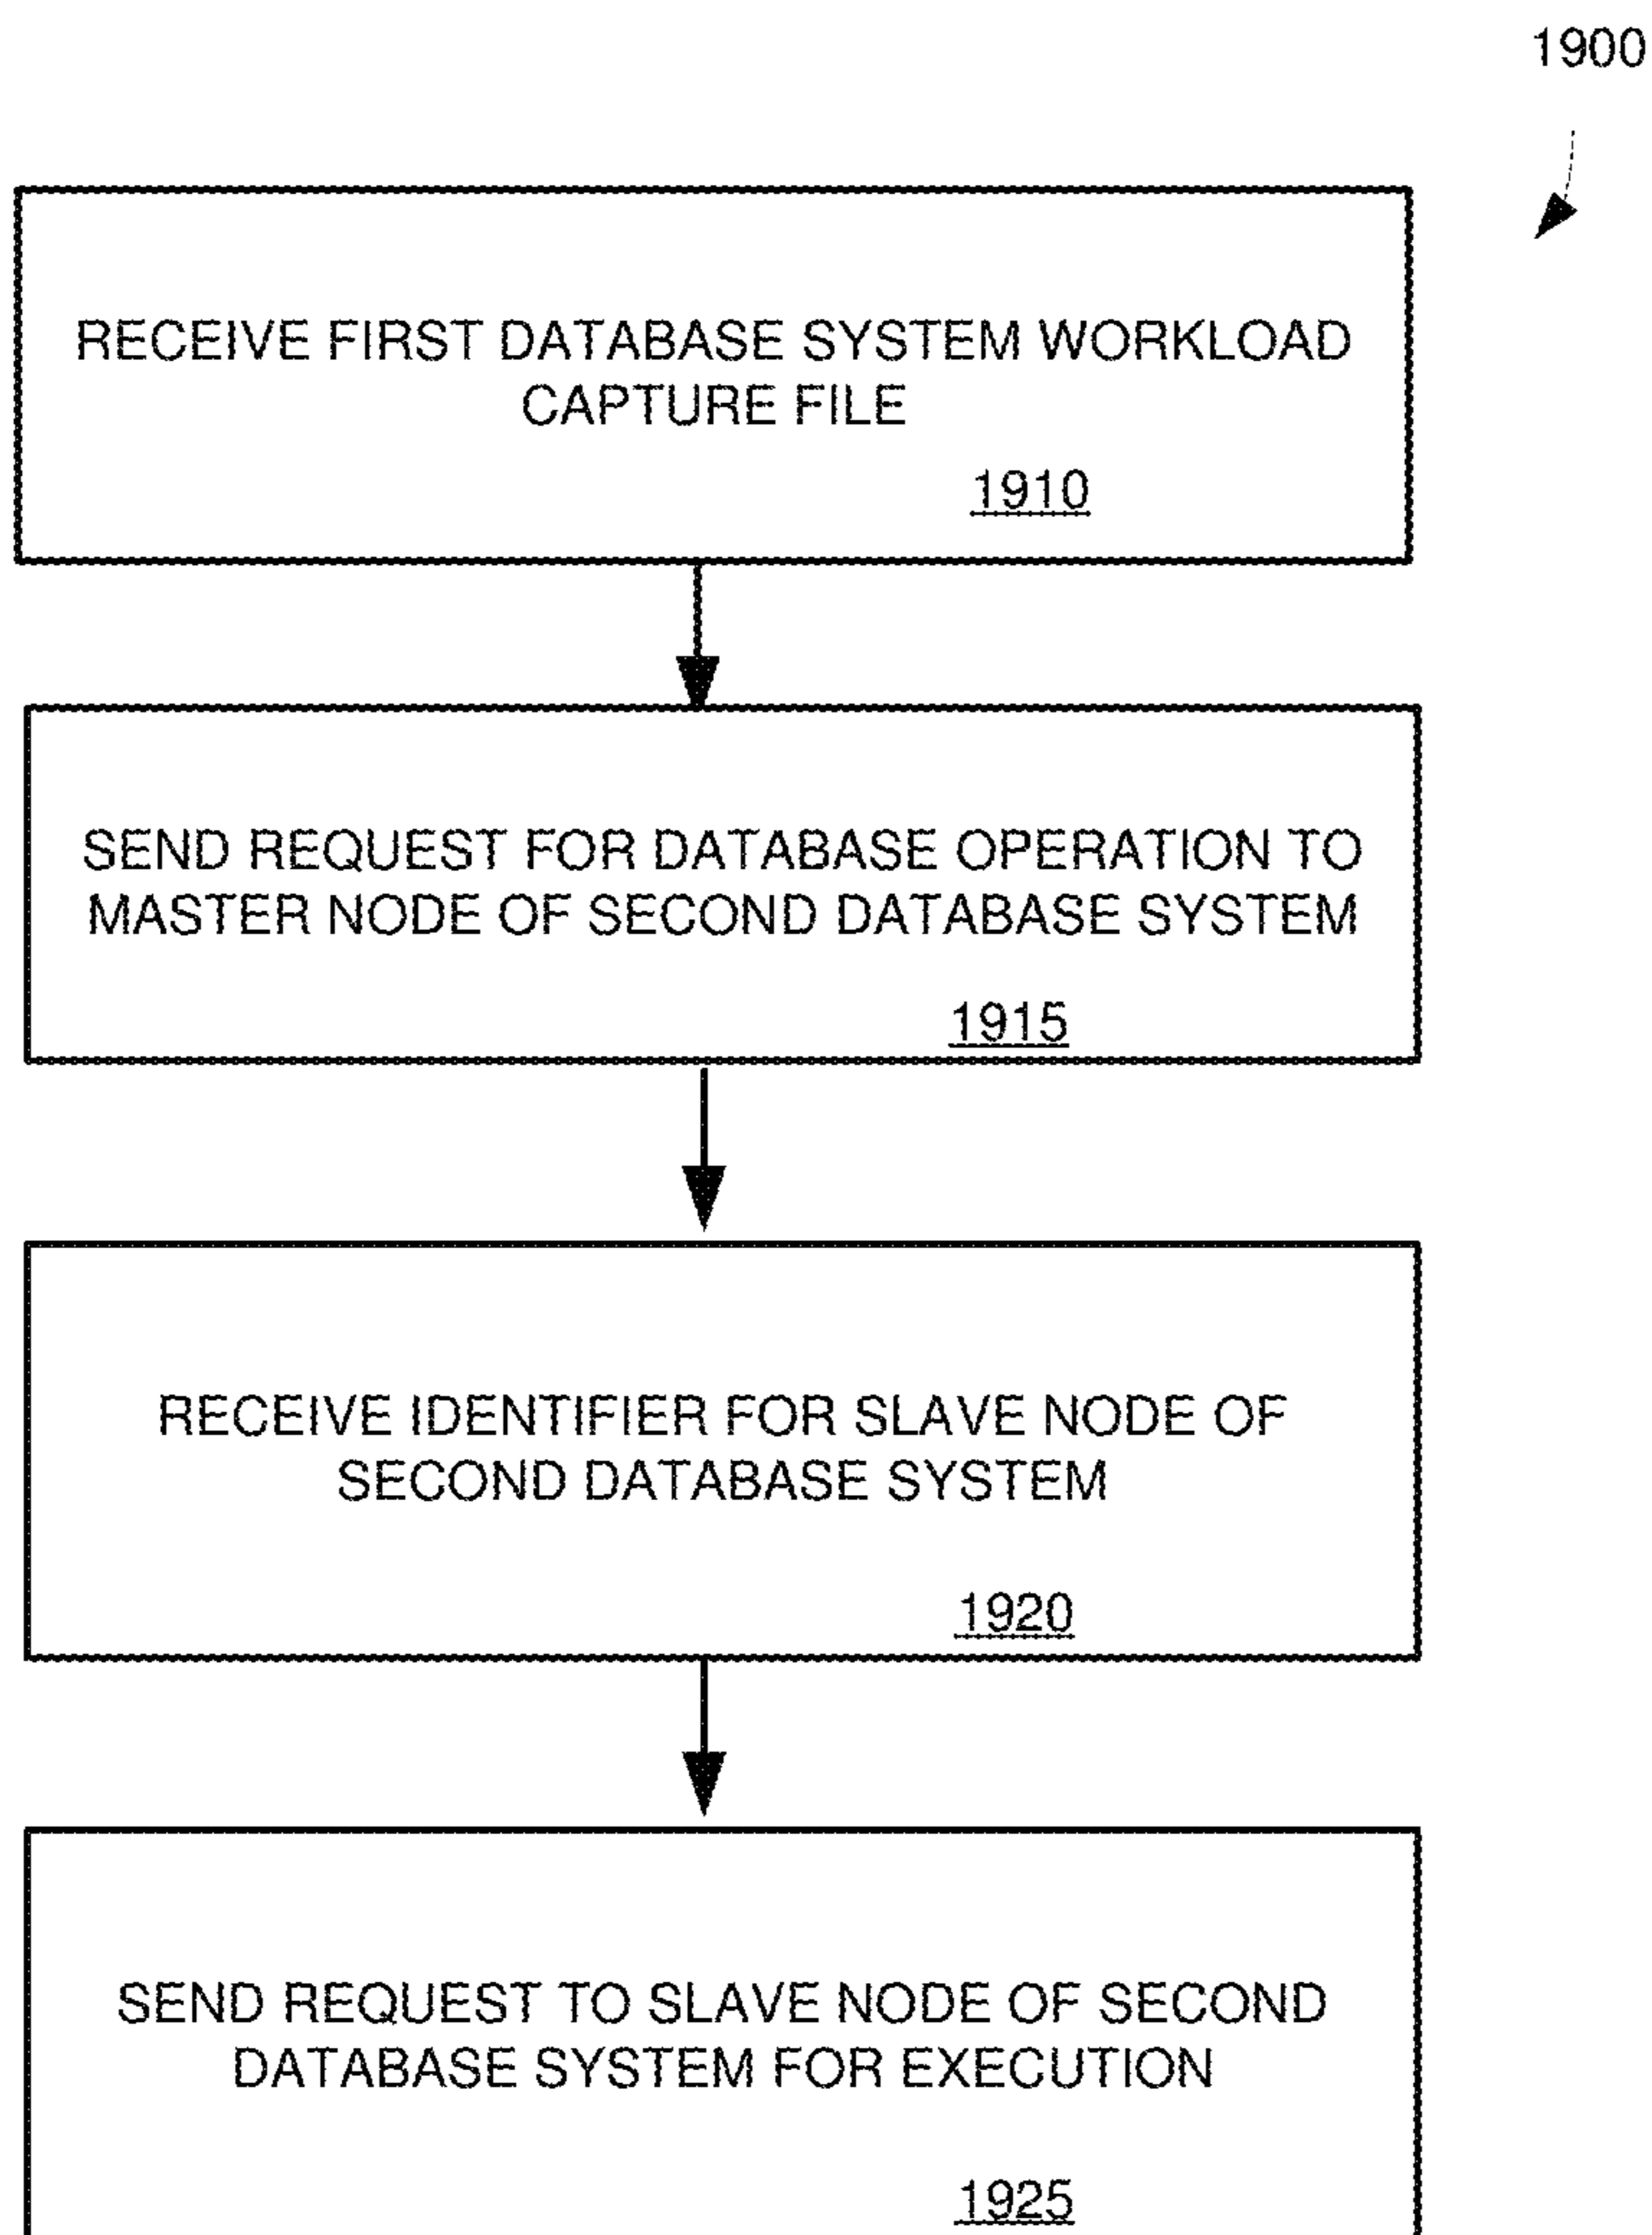 1900
RECEIVE FIRST DATABASE SYSTEM WORKLOAD
CAPTURE FILE
1910
SEND REQUEST FOR DATABASE OPERATION TO
MASTER NODE OF SECOND DATABASE SYSTEM
1915
RECEIVE IDENTIFIER FOR SLAVE NODE OF
SECOND DATABASE SYSTEM
1920
SEND REQUEST TO SLAVE NODE OF SECOND
DATABASE SYSTEM FOR EXECUTION
1925